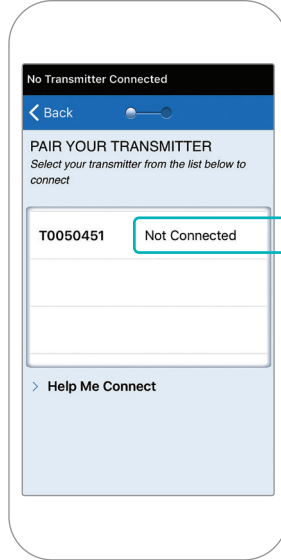 No Transmitter Connected
Back
PAIR YOUR TRANSMITTER
Select your transmitter from the list below to
connect
T0050451 Not Connected
> Help Me Connect